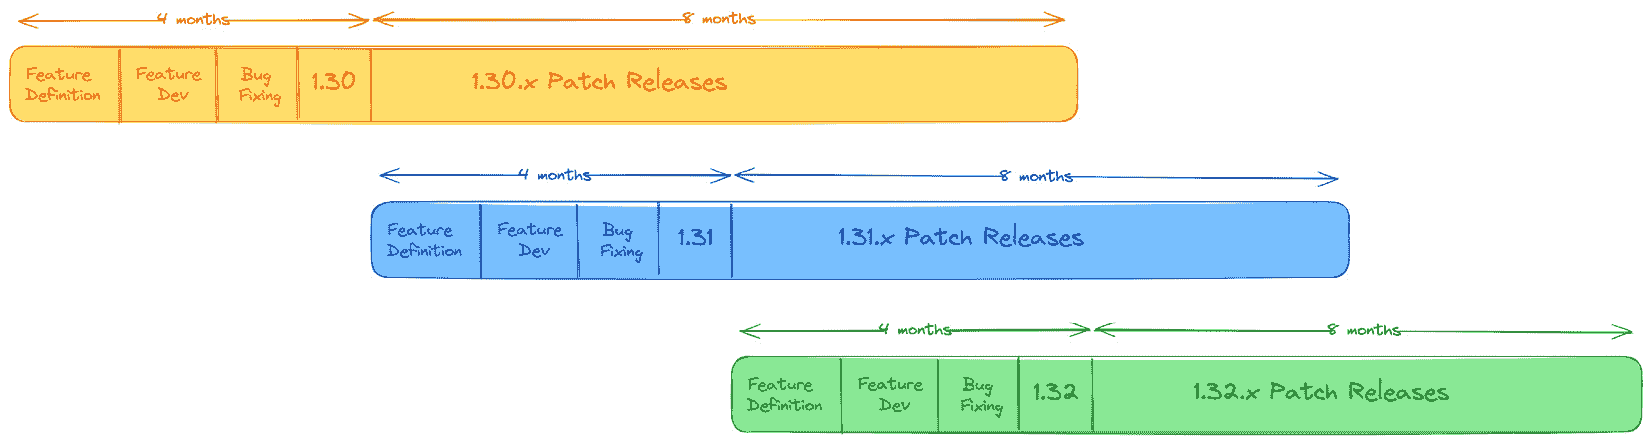 4 months
8 months
Feature
Definition
Feature
Dev
Bug
Fixing
1.30
1.30.x Patch Releases
4 months
8 months
Feature
Definition
Feature
Dev
Bug
Fixing
1.31
1.31.x Patch Releases
4 months
8 months
Feature
Definition
Feature
Dev
Bug
Fixing
1.32
1.32.x Patch Releases